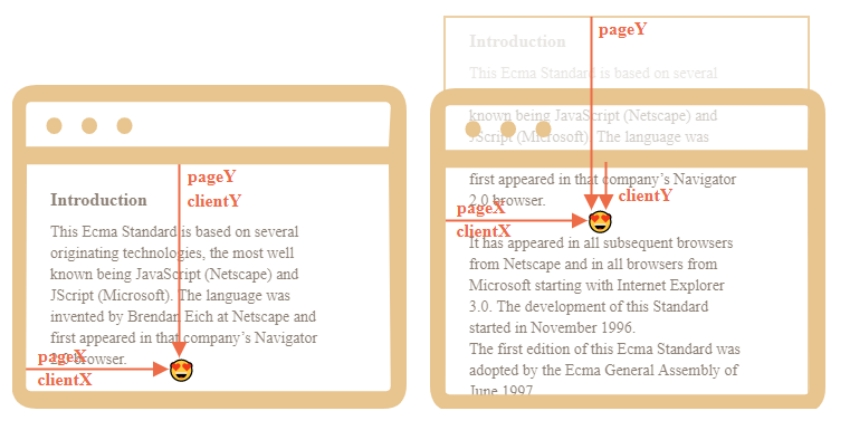 pageY
clientY
Introduction
This Ecma Standard is based on several
originating technologies, the most well
known being JavaScript (Netscape) and
JScript (Microsoft). The language was
invented by Brendan Eich at Netscape and
first appeared in that company's Navigator
2.0 browser.
pageX
clientX
pageY
Introduction
This Ecma Standard is based on several
known being JavaScript (Netscape) and
JScript (Microsoft). The language was
first appeared in that company's Navigator
2.0 browser.
clientY
pageX
clientX
It has appeared in all subsequent browsers
from Netscape and in all browsers from
Microsoft starting with Internet Explorer
3.0. The development of this Standard
started in November 1996.
The first edition of this Ecma Standard was
adopted by the Ecma General Assembly of
June 1997